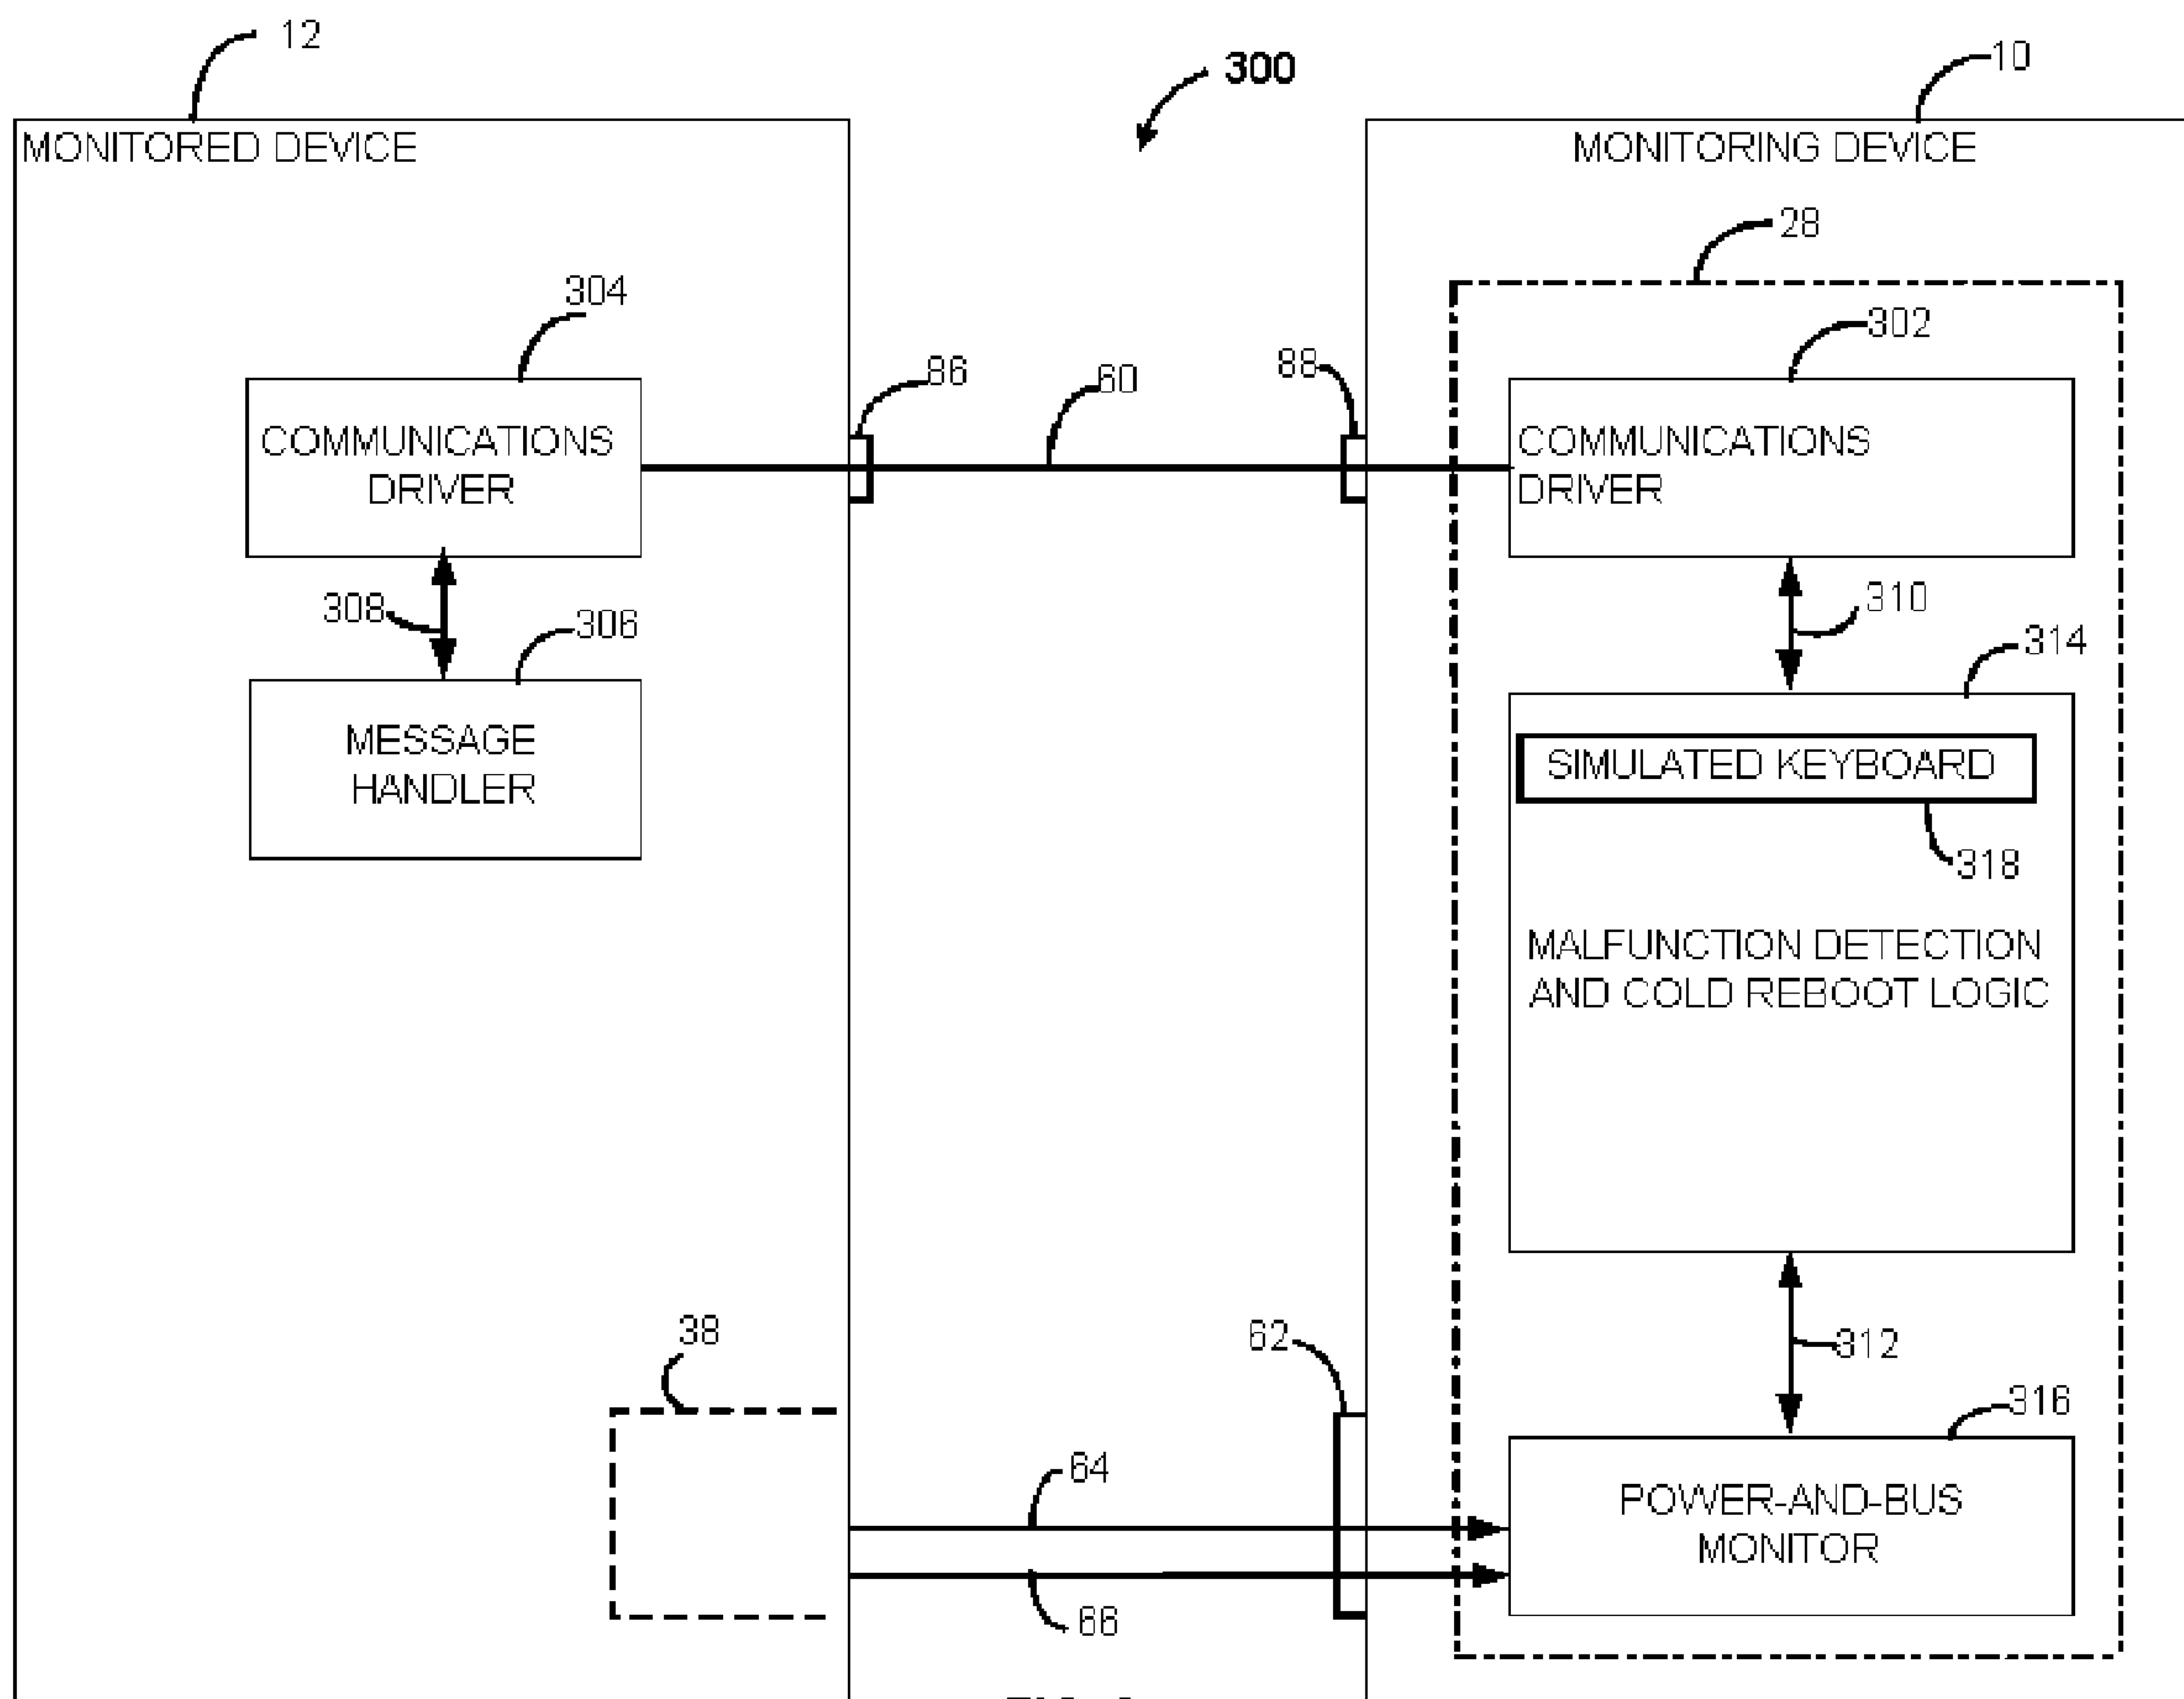 12
300
10
MONITORED DEVICE
MONITORING DEVICE
28
304
302
86
60
88
COMMUNICATIONS
DRIVER
COMMUNICATIONS
DRIVER
308
306
310
314
MESSAGE
HANDLER
SIMULATED KEYBOARD
318
MALFUNCTION DETECTION
AND COLD REBOOT LOGIC
38
62
312
316
64
POWER-AND-BUS
MONITOR
66